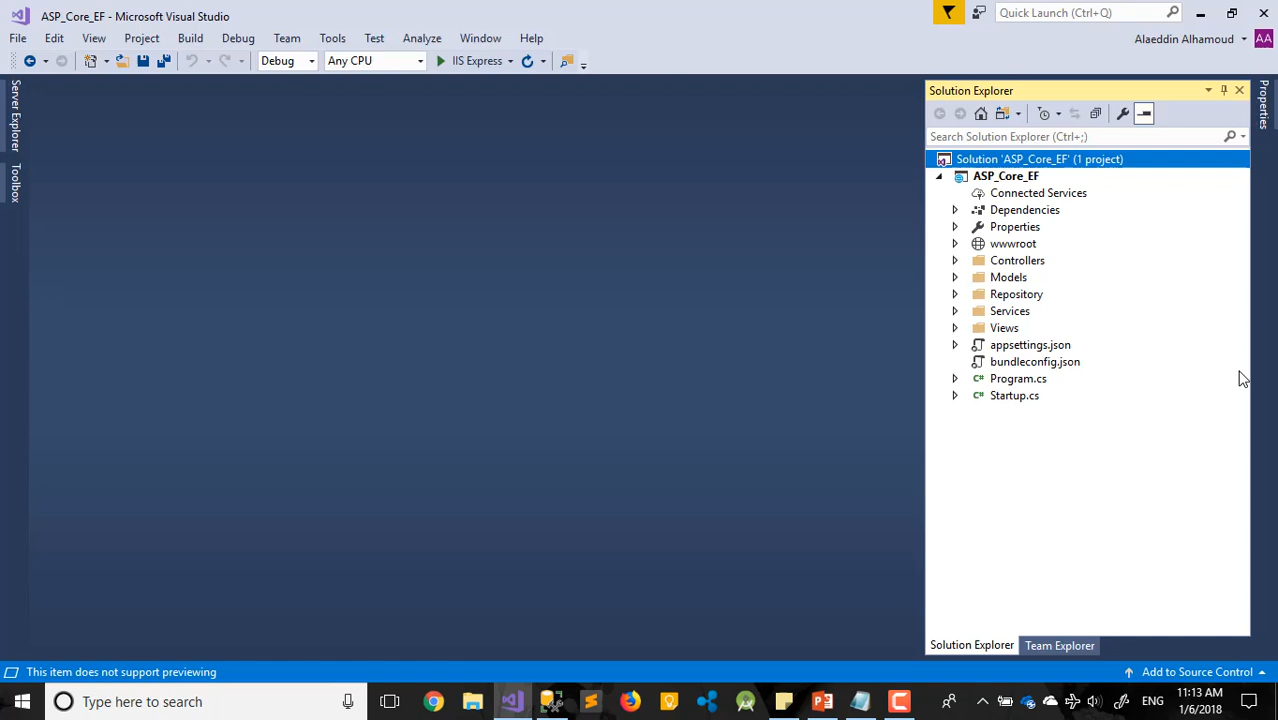 ASP_Core_EF - Microsoft Visual Studio
Quick Launch (Ctrl+Q)
File Edit View Project Build Debug Team Tools Test Analyze Window Help
Alaeddin Alhamoud
AA
Debug Any CPU IIS Express
Server Explorer
Toolbox
Solution Explorer
Properties
Search Solution Explorer (Ctrl+;)
Solution 'ASP_Core_EF' (1 project)
ASP_Core_EF
Connected Services
Dependencies
Properties
wwwroot
Controllers
Models
Repository
Services
Views
appsettings.json
bundleconfig.json
C# Program.cs
C# Startup.cs
Solution Explorer Team Explorer
This item does not support previewing
Add to Source Control
Type here to search
ENG
11:13 AM
1/6/2018